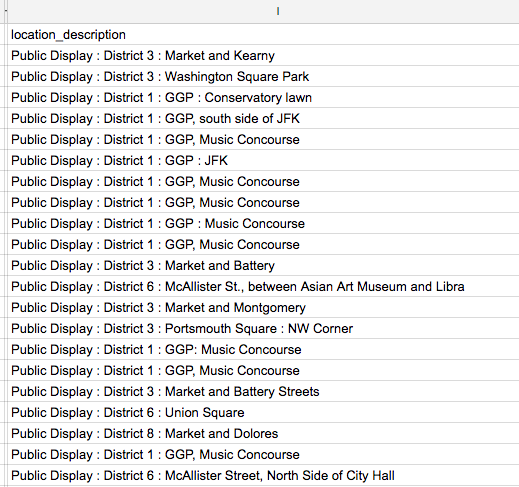 I
location_description
Public Display : District 3 : Market and Kearny
Public Display : District 3 : Washington Square Park
Public Display : District 1 : GGP : Conservatory lawn
Public Display : District 1 : GGP, south side of JFK
Public Display : District 1 : GGP, Music Concourse
Public Display : District 1 : GGP : JFK
Public Display : District 1 : GGP, Music Concourse
Public Display : District 1 : GGP, Music Concourse
Public Display : District 1 : GGP : Music Concourse
Public Display : District 1 : GGP, Music Concourse
Public Display : District 3 : Market and Battery
Public Display : District 6 : McAllister St., between Asian Art Museum and Libra
Public Display : District 3 : Market and Montgomery
Public Display : District 3 : Portsmouth Square : NW Corner
Public Display : District 1 : GGP: Music Concourse
Public Display : District 1 : GGP, Music Concourse
Public Display : District 3 : Market and Battery Streets
Public Display : District 6 : Union Square
Public Display : District 8 : Market and Dolores
Public Display : District 1 : GGP, Music Concourse
Public Display : District 6 : McAllister Street, North Side of City Hall